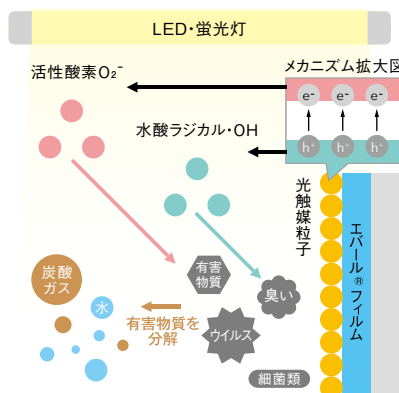 LED・蛍光灯
メカニズム拡大図
活性酸素O₂⁻
e⁻ e⁻ e⁻
水酸ラジカル・OH
h⁺ h⁺ h⁺
光触媒粒子
エバール®フィルム
有害
物質
臭い
炭酸
ガス
水
有害物質を
分解
ウイルス
細菌類